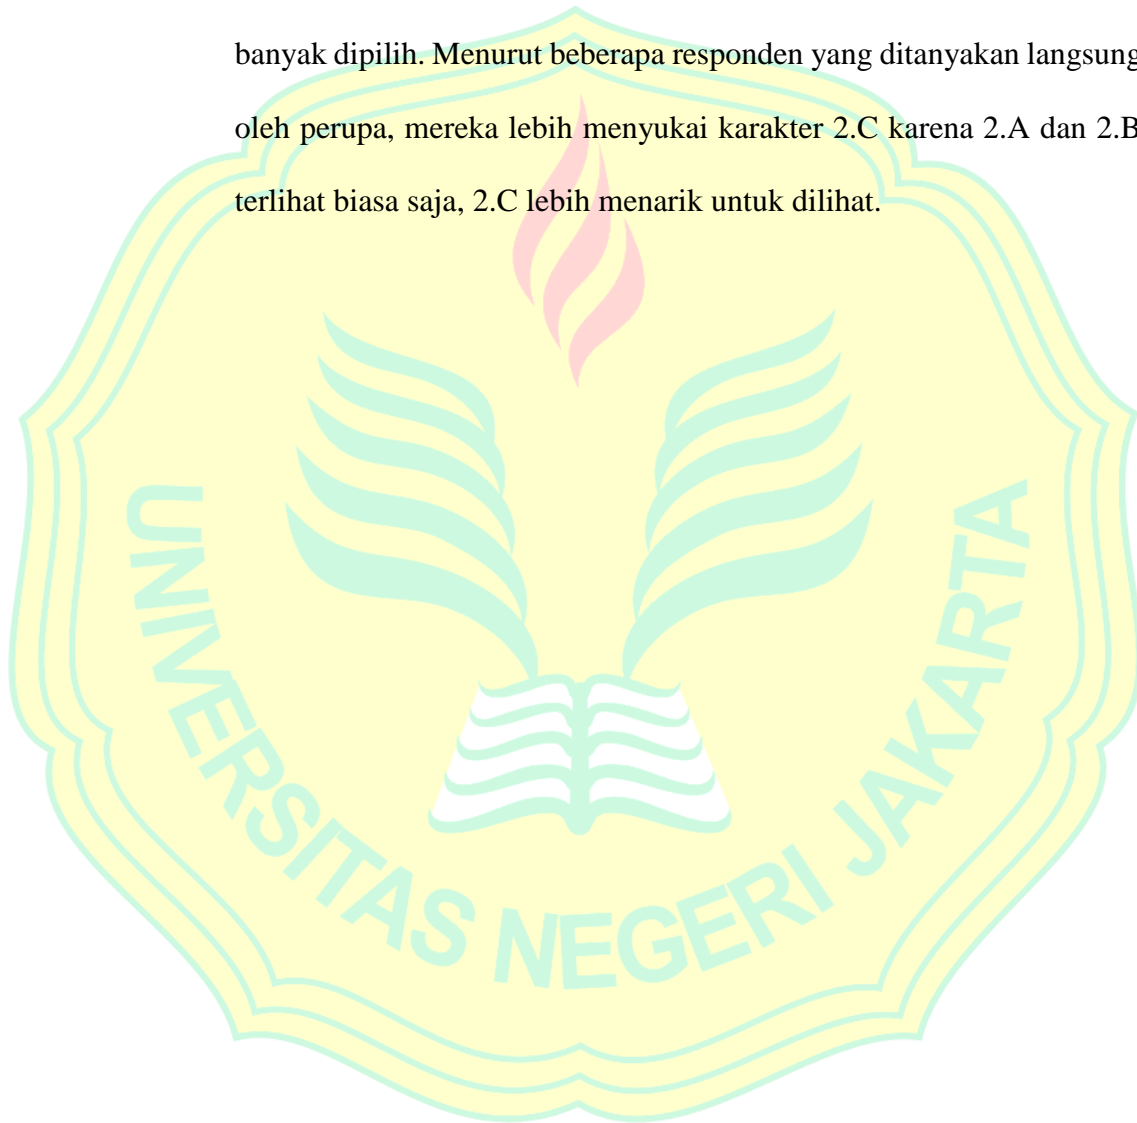 banyak dipilih. Menurut beberapa responden yang ditanyakan langsung
oleh perupa, mereka lebih menyukai karakter 2.C karena 2.A dan 2.B
terlihat biasa saja, 2.C lebih menarik untuk dilihat.
UNIVERSITAS NEGERI JAKARTA